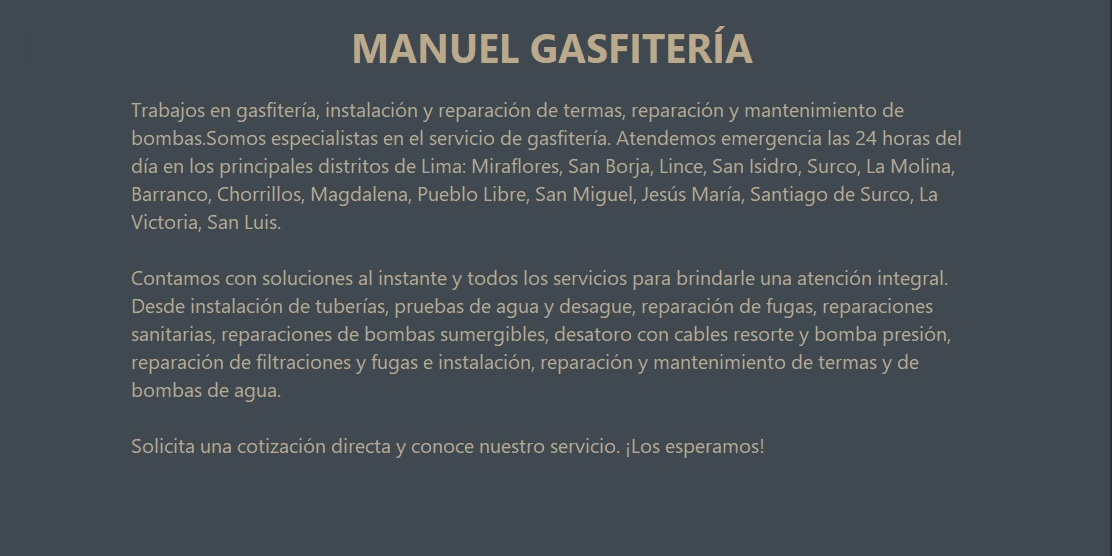 MANUEL GASFITERÍA
Trabajos en gasfitería, instalación y reparación de termas, reparación y mantenimiento de
bombas.Somos especialistas en el servicio de gasfitería. Atendemos emergencia las 24 horas del
día en los principales distritos de Lima: Miraflores, San Borja, Lince, San Isidro, Surco, La Molina,
Barranco, Chorrillos, Magdalena, Pueblo Libre, San Miguel, Jesús María, Santiago de Surco, La
Victoria, San Luis.
Contamos con soluciones al instante y todos los servicios para brindarle una atención integral.
Desde instalación de tuberías, pruebas de agua y desague, reparación de fugas, reparaciones
sanitarias, reparaciones de bombas sumergibles, desatoro con cables resorte y bomba presión,
reparación de filtraciones y fugas e instalación, reparación y mantenimiento de termas y de
bombas de agua.
Solicita una cotización directa y conoce nuestro servicio. ¡Los esperamos!